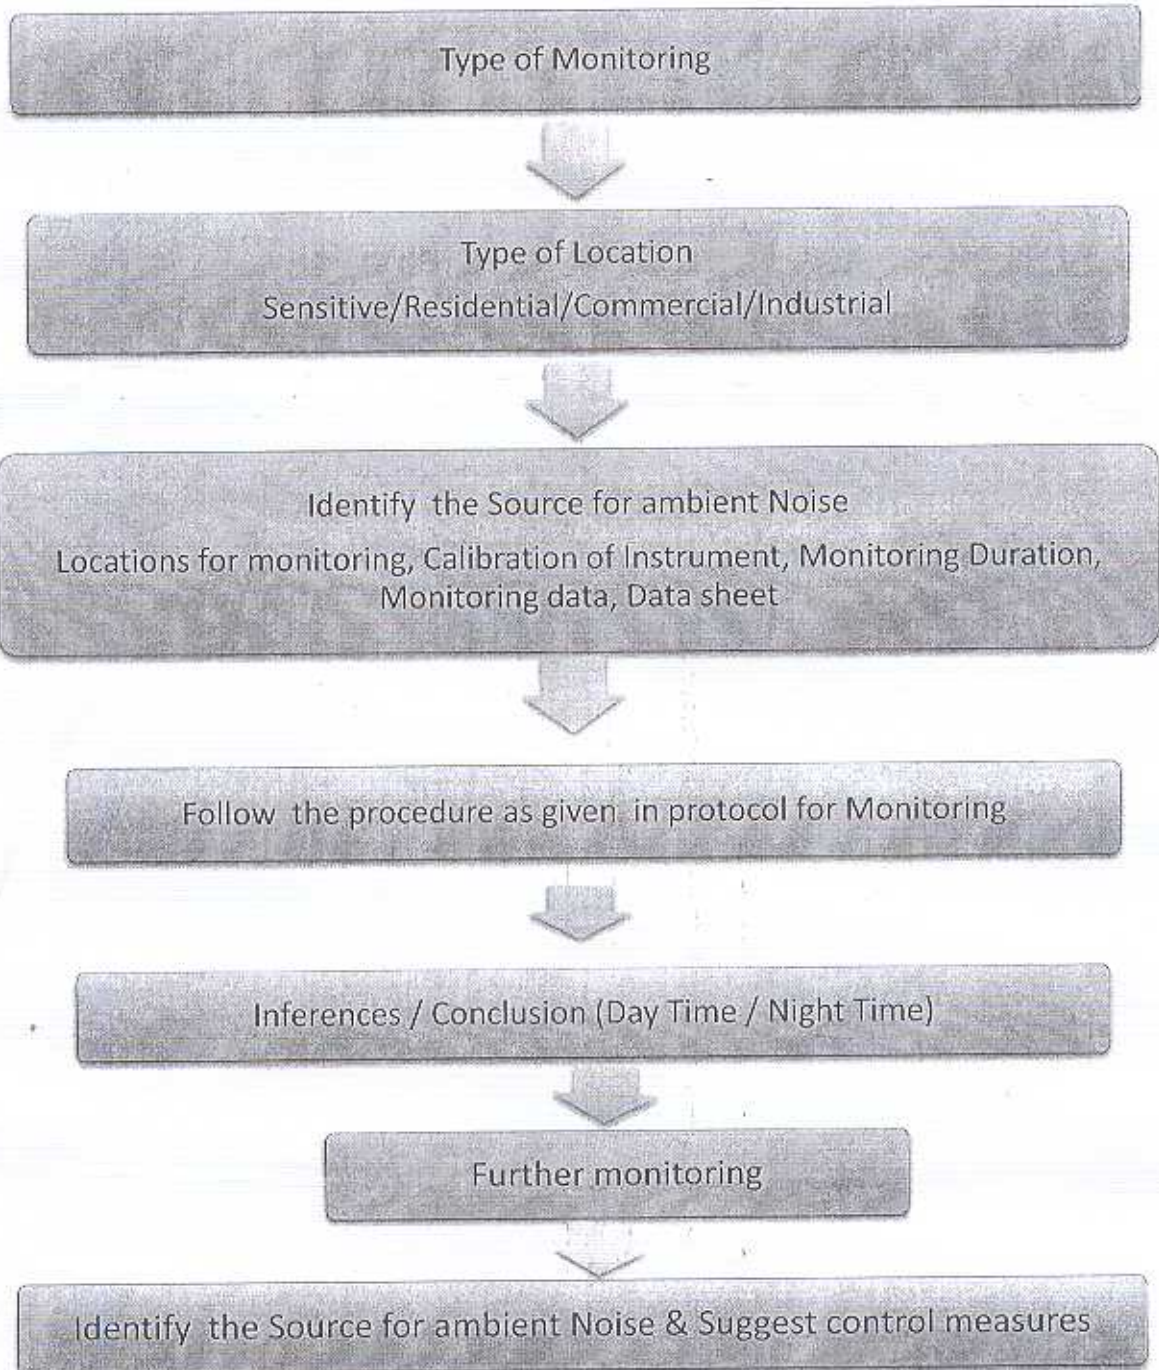 Type of Monitoring
Type of Location
Sensitive/Residential/Commercial/Industrial
Identify the Source for ambient Noise
Locations for monitoring, Calibration of Instrument, Monitoring Duration,
Monitoring data, Data sheet
Follow the procedure as given in protocol for Monitoring
Inferences / Conclusion (Day Time / Night Time)
Further monitoring
Identify the Source for ambient Noise & Suggest control measures